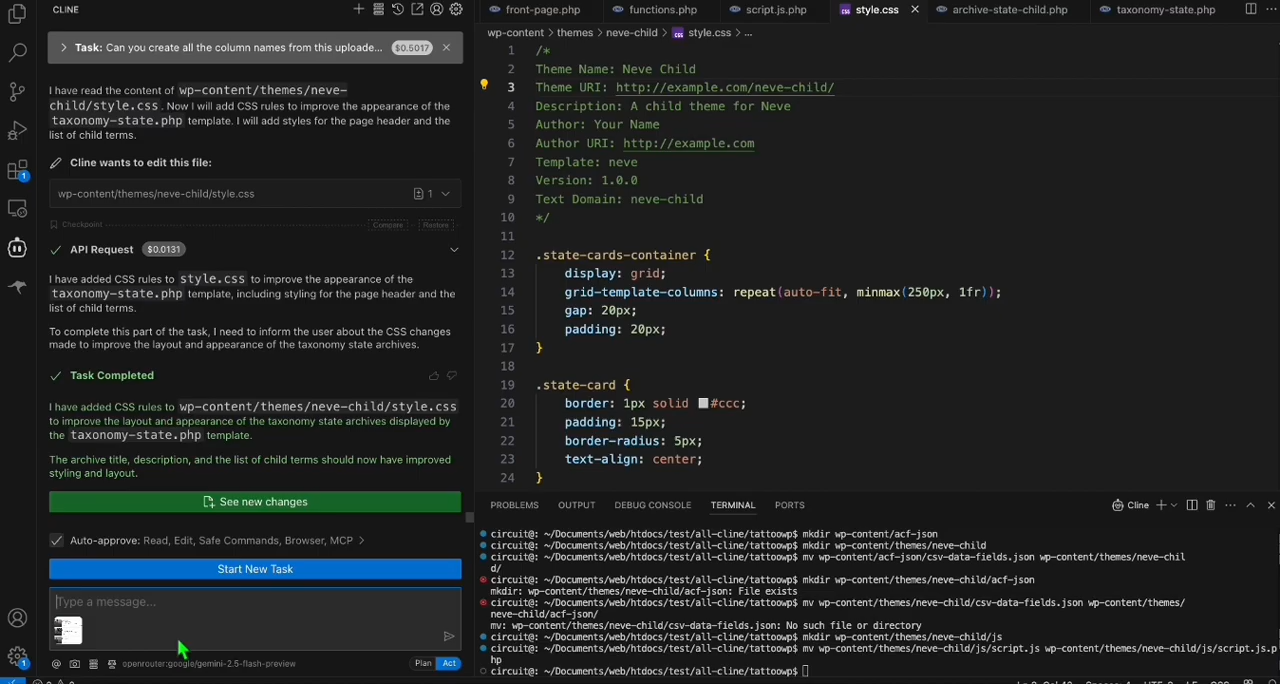 CLINE
Task: Can you create all the column names from this uploade... $0.5017
I have read the content of wp-content/themes/neve-
child/style.css. Now I will add CSS rules to improve the appearance of the
taxonomy-state.php template. I will add styles for the page header and the
list of child terms.
Cline wants to edit this file:
wp-content/themes/neve-child/style.css 1
Checkpoint Compare Restore
API Request $0.0131
I have added CSS rules to style.css to improve the appearance of the
taxonomy-state.php template, including styling for the page header and the
list of child terms.
To complete this part of the task, I need to inform the user about the CSS changes
made to improve the layout and appearance of the taxonomy state archives.
Task Completed
I have added CSS rules to wp-content/themes/neve-child/style.css
to improve the layout and appearance of the taxonomy state archives displayed by
the taxonomy-state.php template.
The archive title, description, and the list of child terms should now have improved
styling and layout.
See new changes
Auto-approve: Read, Edit, Safe Commands, Browser, MCP
Start New Task
Type a message...
@ openrouter:google/gemini-2.5-flash-preview Plan Act
front-page.php functions.php script.js.php style.css archive-state-child.php taxonomy-state.php
wp-content > themes > neve-child > style.css > ...
1 /*
2 Theme Name: Neve Child
3 Theme URI: http://example.com/neve-child/
4 Description: A child theme for Neve
5 Author: Your Name
6 Author URI: http://example.com
7 Template: neve
8 Version: 1.0.0
9 Text Domain: neve-child
10 */
11
12 .state-cards-container {
13 display: grid;
14 grid-template-columns: repeat(auto-fit, minmax(250px, 1fr));
15 gap: 20px;
16 padding: 20px;
17 }
18
19 .state-card {
20 border: 1px solid #ccc;
21 padding: 15px;
22 border-radius: 5px;
23 text-align: center;
24 }
PROBLEMS OUTPUT DEBUG CONSOLE TERMINAL PORTS Cline
circuit@: ~/Documents/web/htdocs/test/all-cline/tattoowp$ mkdir wp-content/acf-json
circuit@: ~/Documents/web/htdocs/test/all-cline/tattoowp$ mkdir wp-content/themes/neve-child
circuit@: ~/Documents/web/htdocs/test/all-cline/tattoowp$ mv wp-content/acf-json/csv-data-fields.json wp-content/themes/neve-chil
d/
circuit@: ~/Documents/web/htdocs/test/all-cline/tattoowp$ mkdir wp-content/themes/neve-child/acf-json
mkdir: wp-content/themes/neve-child/acf-json: File exists
circuit@: ~/Documents/web/htdocs/test/all-cline/tattoowp$ mv wp-content/themes/neve-child/csv-data-fields.json wp-content/themes/
neve-child/acf-json/
mv: wp-content/themes/neve-child/csv-data-fields.json: No such file or directory
circuit@: ~/Documents/web/htdocs/test/all-cline/tattoowp$ mkdir wp-content/themes/neve-child/js
circuit@: ~/Documents/web/htdocs/test/all-cline/tattoowp$ mv wp-content/themes/neve-child/js/script.js wp-content/themes/neve-child/js/script.js.p
hp
circuit@: ~/Documents/web/htdocs/test/all-cline/tattoowp$